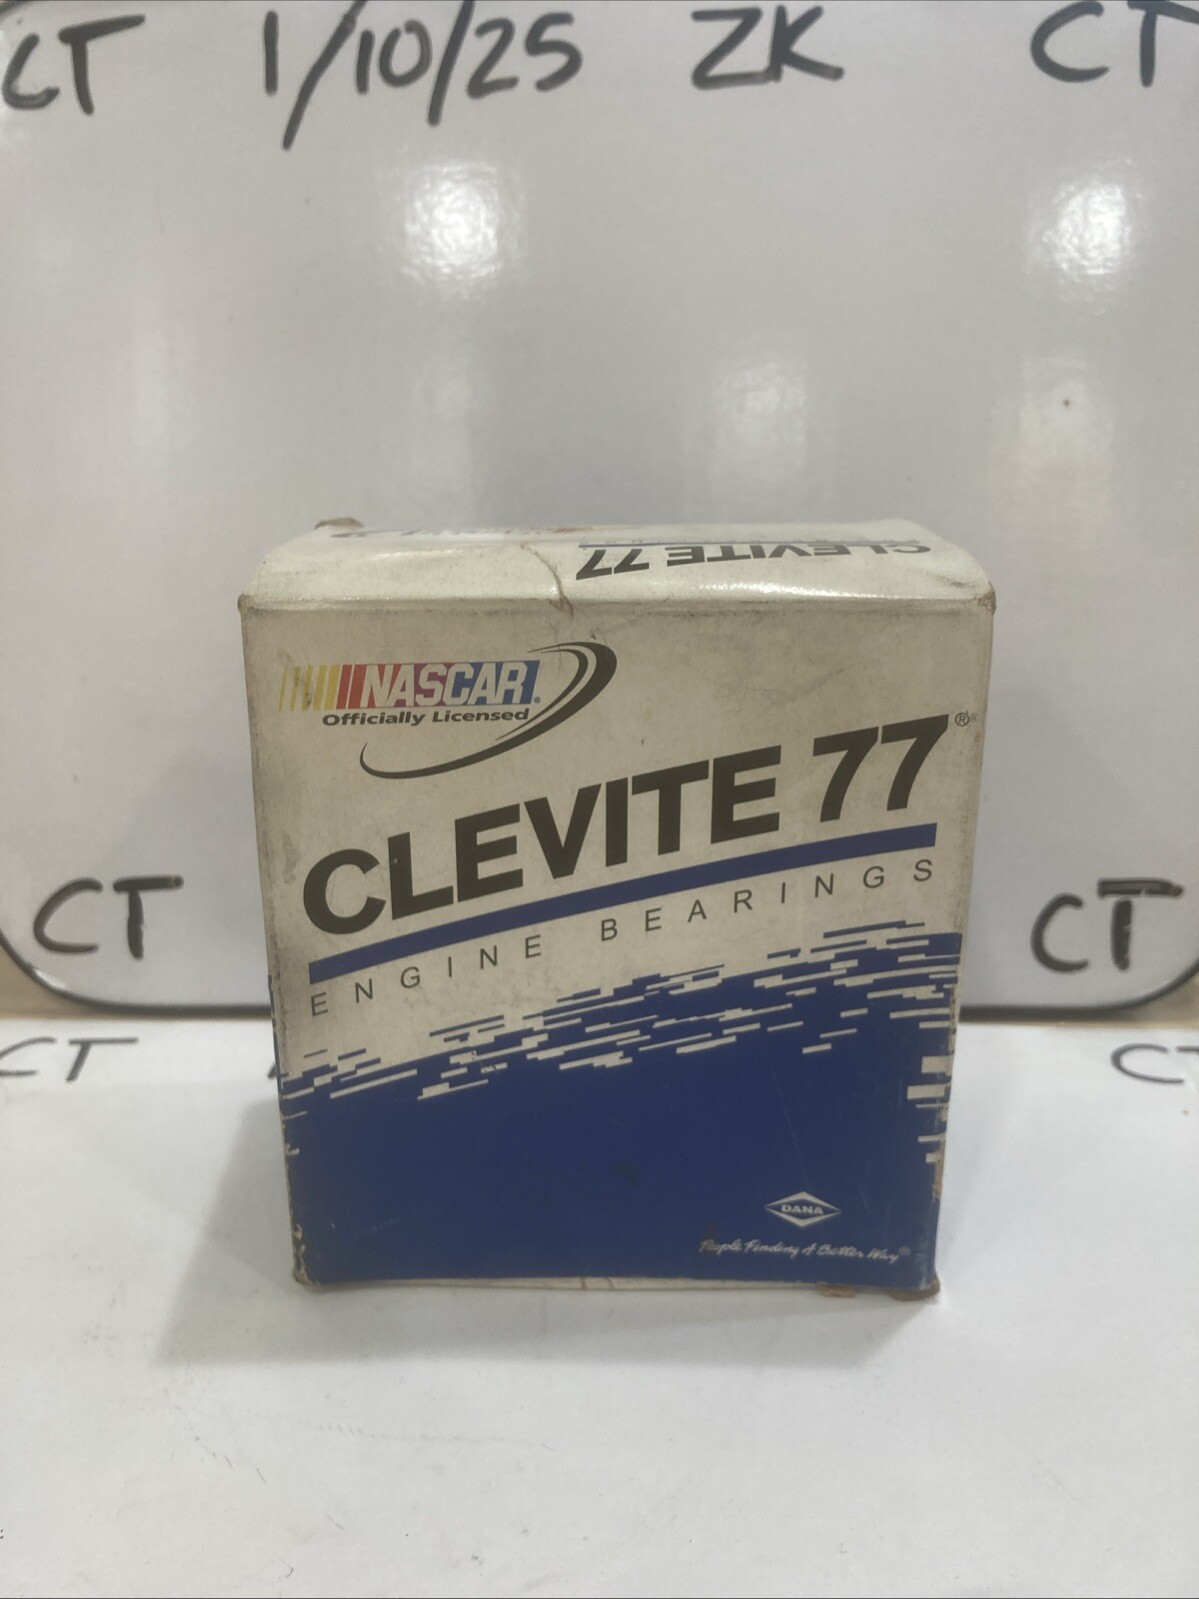 CT 1/10/25 ZK CT
CLEVITE 77
NASCAR®
Officially Licensed
CLEVITE 77®
ENGINE BEARINGS
CT CT
CT CT
DANA
People Finding A Better Way®